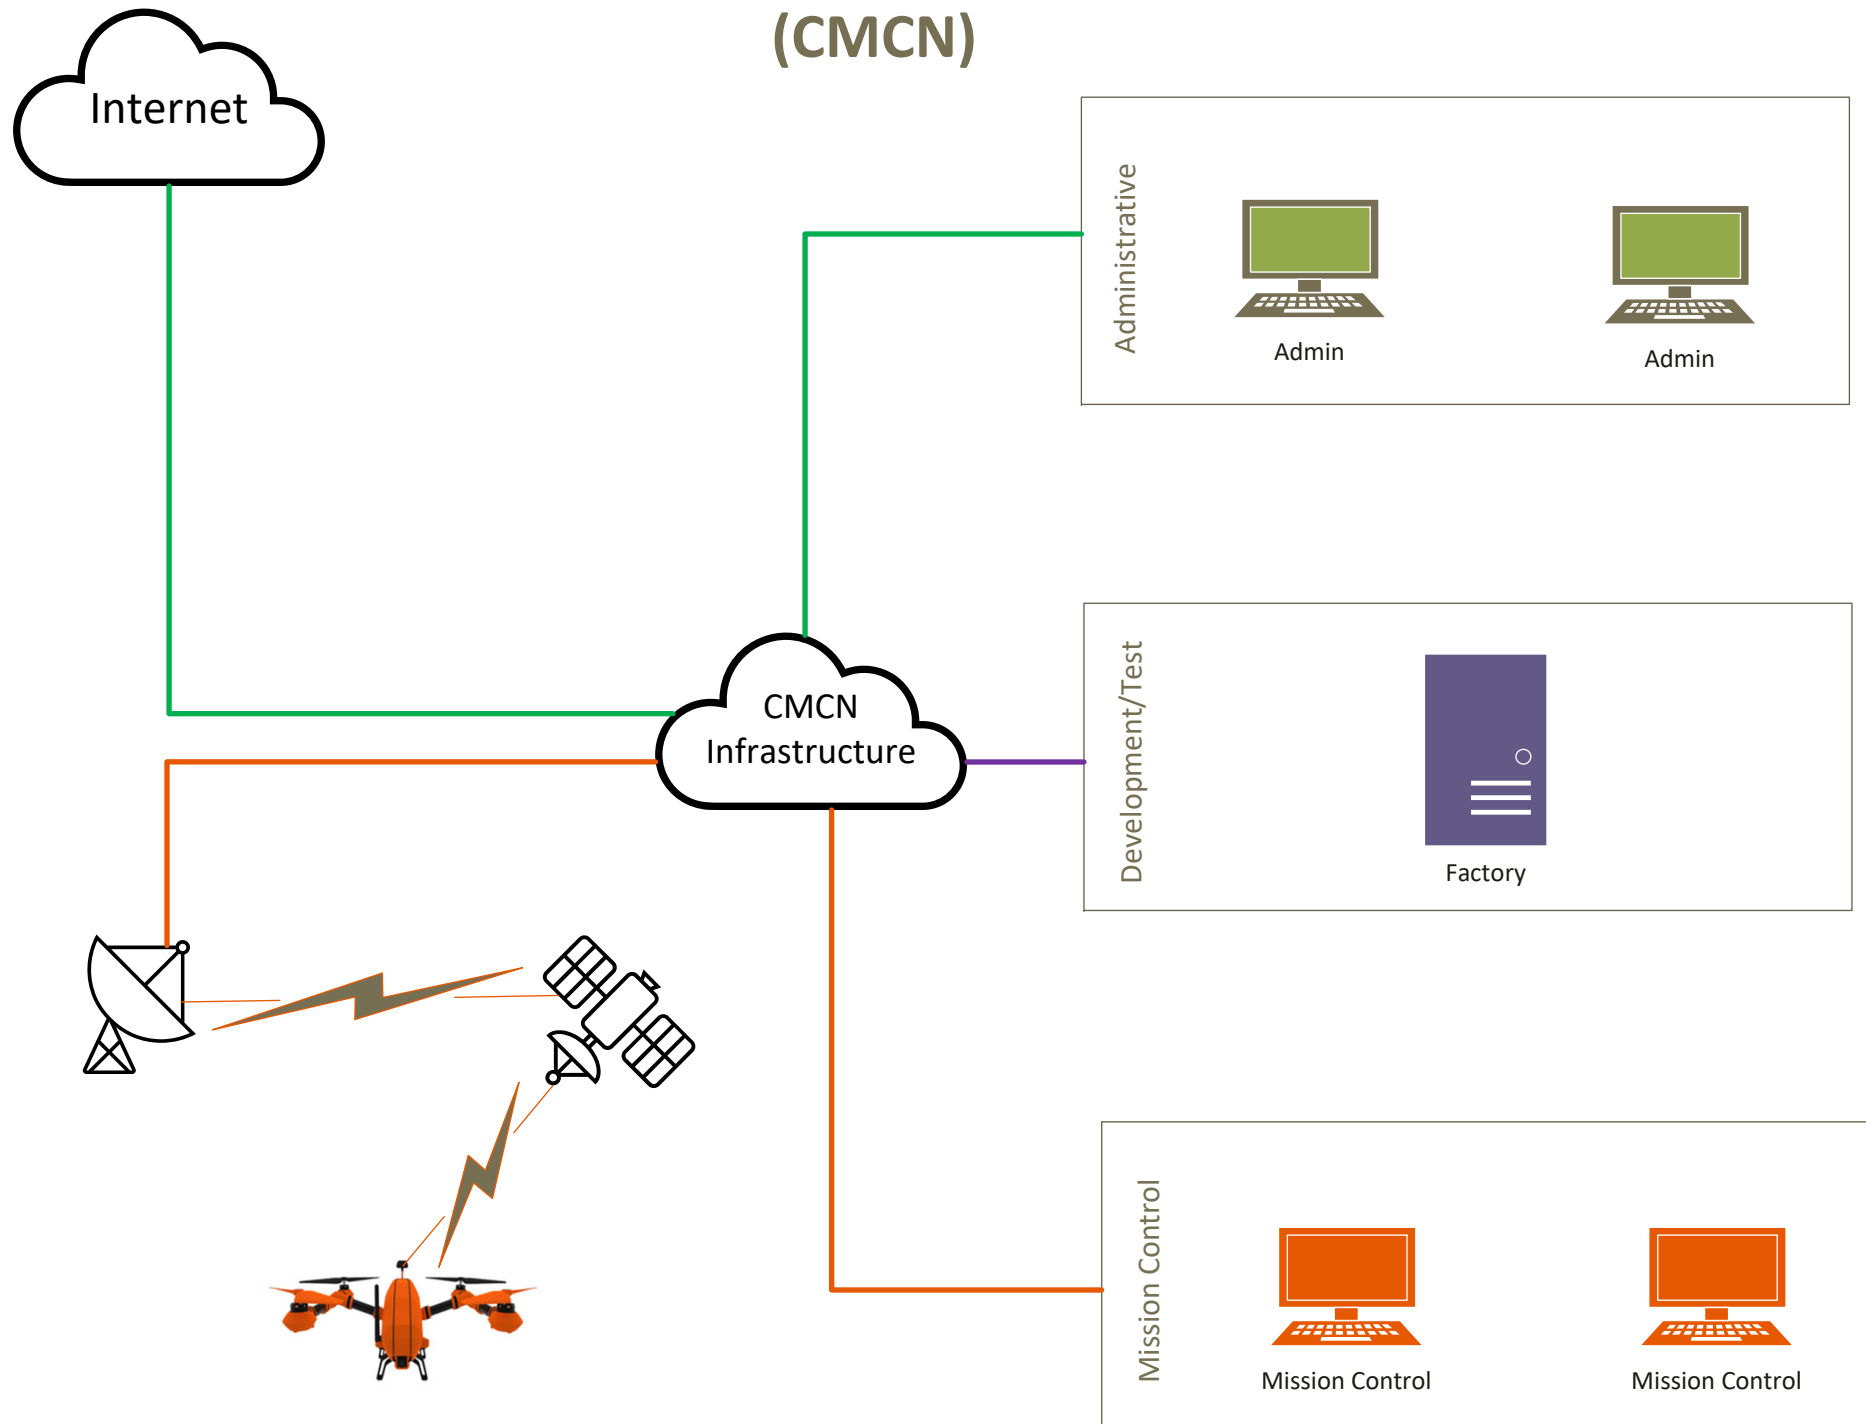 (CMCN)
Internet
Administrative
Admin
Admin
CMCN
Infrastructure
Development/Test
Factory
Mission Control
Mission Control
Mission Control